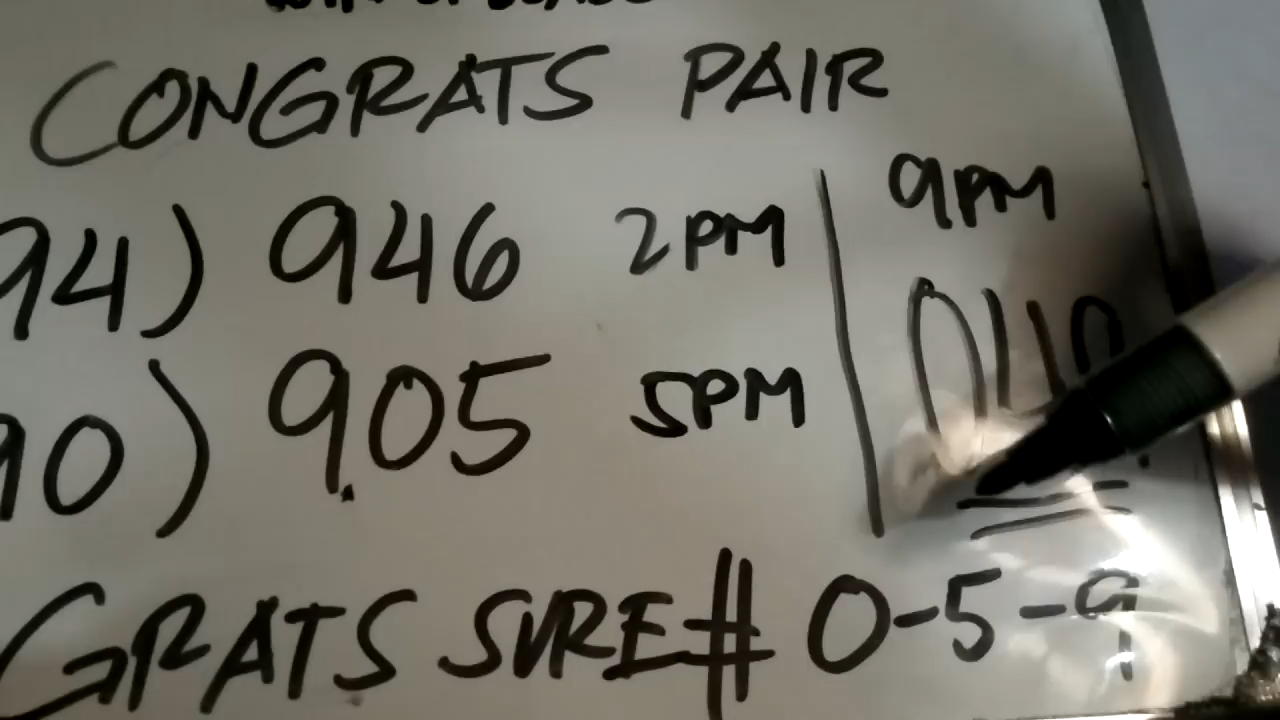 CONGRATS PAIR
94) 946 2PM 9PM
90) 905 5PM
GRATS SURE# 0-5-9